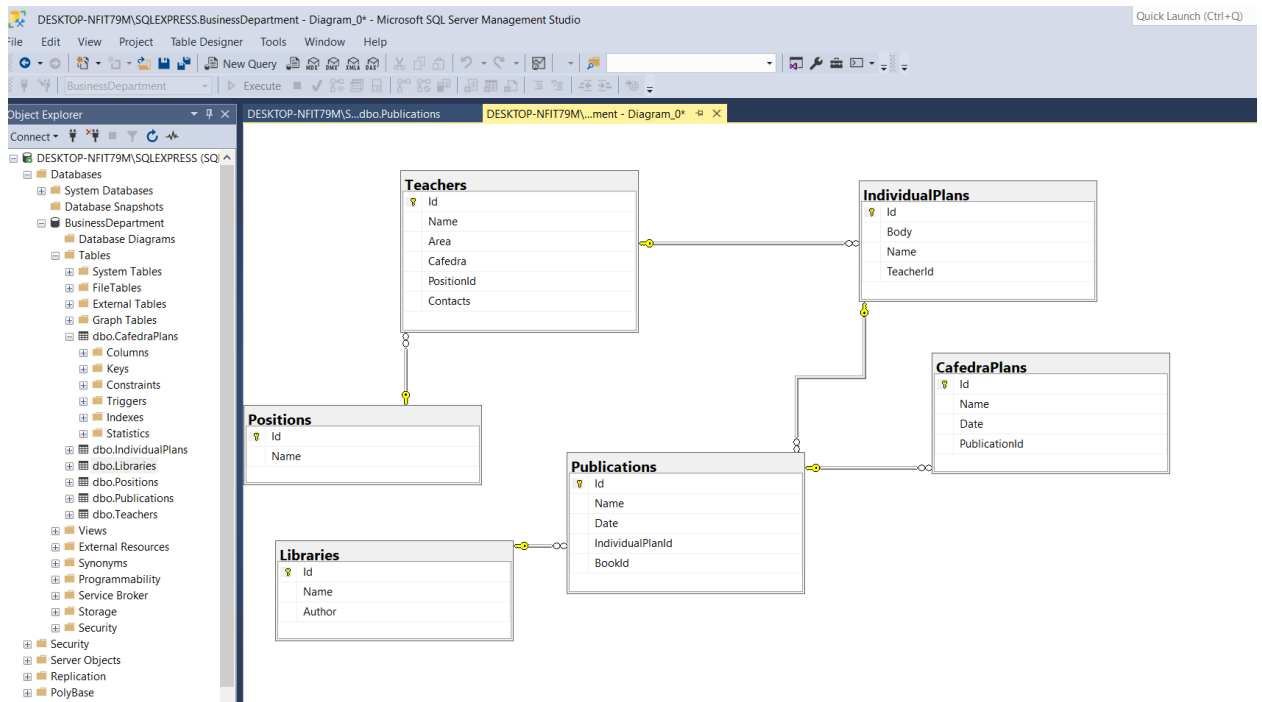 DESKTOP-NFIT79M\SQLEXPRESS.BusinessDepartment - Diagram_0* - Microsoft SQL Server Management Studio
Quick Launch (Ctrl+Q)
File Edit View Project Table Designer Tools Window Help
New Query MDX DMX XMLA DAX
BusinessDepartment Execute
Object Explorer
DESKTOP-NFIT79M\S...dbo.Publications
DESKTOP-NFIT79M\...ment - Diagram_0*
Connect
DESKTOP-NFIT79M\SQLEXPRESS (SQL
Databases
System Databases
Database Snapshots
BusinessDepartment
Database Diagrams
Tables
System Tables
FileTables
External Tables
Graph Tables
dbo.CafedraPlans
Columns
Keys
Constraints
Triggers
Indexes
Statistics
dbo.IndividualPlans
dbo.Libraries
dbo.Positions
dbo.Publications
dbo.Teachers
Views
External Resources
Synonyms
Programmability
Service Broker
Storage
Security
Security
Server Objects
Replication
PolyBase
Teachers
Id
Name
Area
Cafedra
PositionId
Contacts
IndividualPlans
Id
Body
Name
TeacherId
CafedraPlans
Id
Name
Date
PublicationId
Positions
Id
Name
Publications
Id
Name
Date
IndividualPlanId
BookId
Libraries
Id
Name
Author